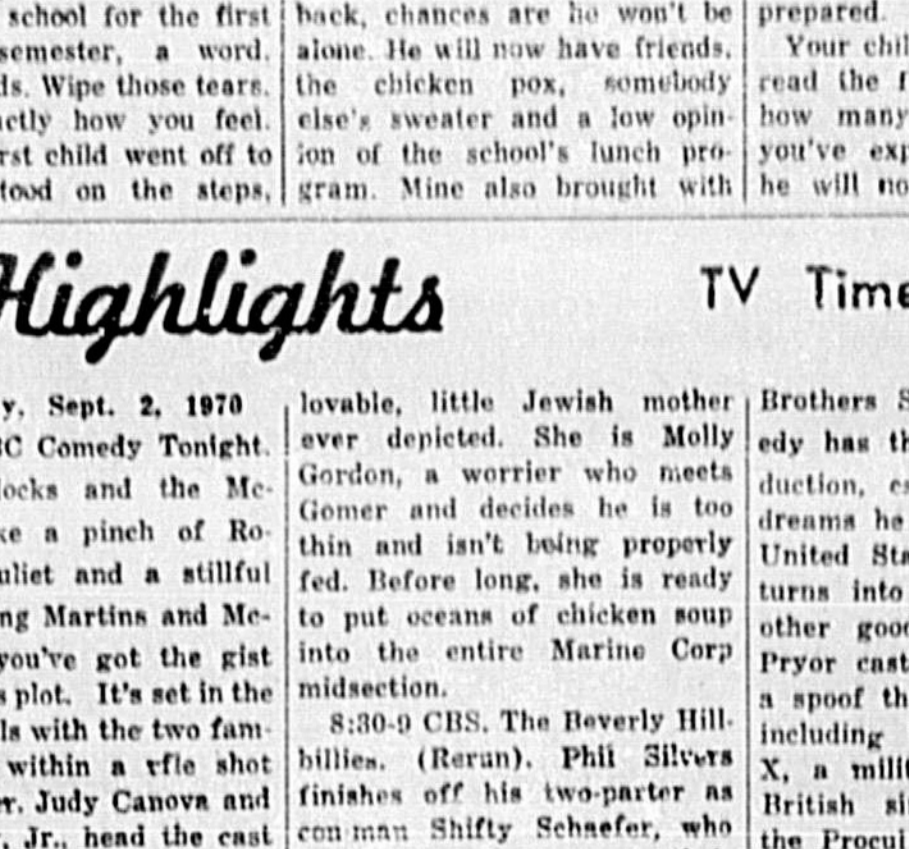 school for the first
semester, a word.
ds. Wipe those tears.
actly how you feel.
rst child went off to
tood on the steps,
back, chances are he won't be
alone. He will now have friends,
the chicken pox, somebody
else's sweater and a low opin-
ion of the school's lunch pro-
gram. Mine also brought with
prepared.
Your chil
read the f
how many
you've exp
he will no
Highlights
TV Time
y, Sept. 2, 1970
BC Comedy Tonight.
locks and the Mc-
ke a pinch of Ro-
uliet and a stillful
ng Martins and Mc-
you've got the gist
s plot. It's set in the
ls with the two fam-
within a rfle shot
er. Judy Canova and
, Jr., head the cast
lovable, little Jewish mother
ever depicted. She is Molly
Gordon, a worrier who meets
Gomer and decides he is too
thin and isn't being properly
fed. Before long, she is ready
to put oceans of chicken soup
into the entire Marine Corp
midsection.
8:30-9 CBS. The Beverly Hill-
billies. (Rerun). Phil Silvers
finishes off his two-parter as
con man Shifty Schaefer, who
Brothers S
edy has th
duction, es
dreams he
United Sta
turns into
other good
Pryor cast
a spoof th
including
X, a milit
British si
the Procul